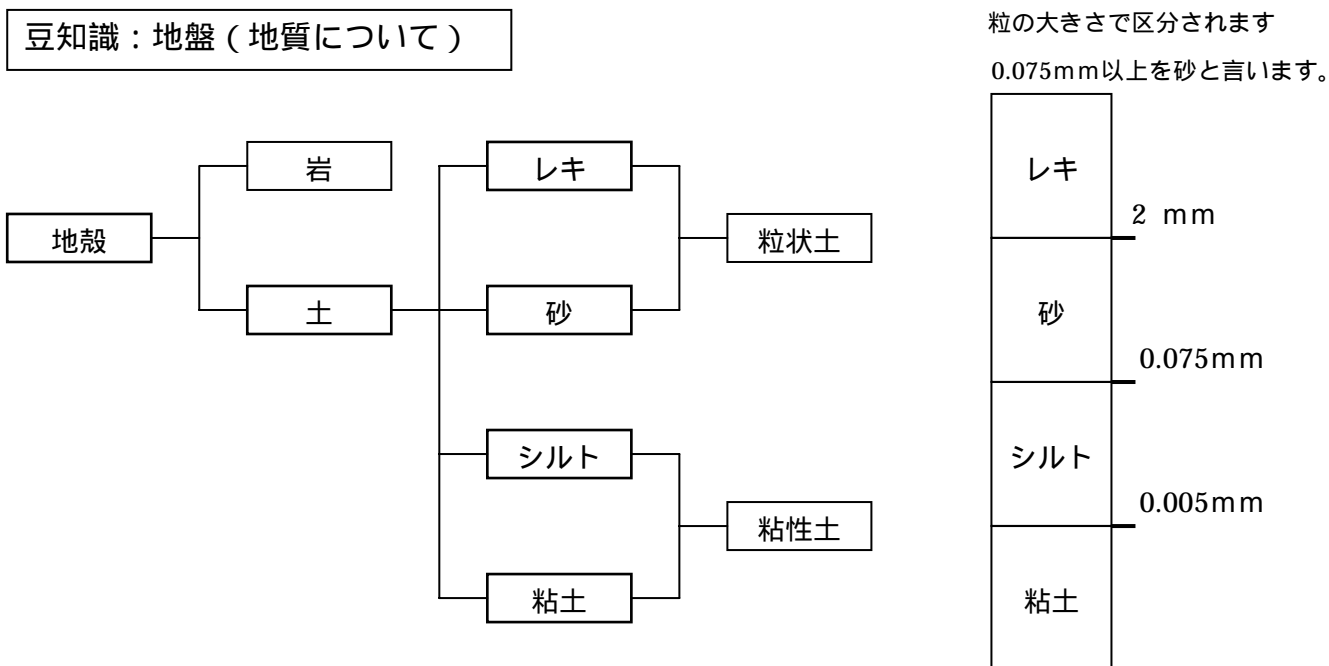 豆知識：地盤（地質について）
粒の大きさで区分されます
0.075mm以上を砂と言います。
岩
レキ
地殻
粒状土
土
砂
シルト
粘性土
粘土
レキ
2 mm
砂
0.075mm
シルト
0.005mm
粘土